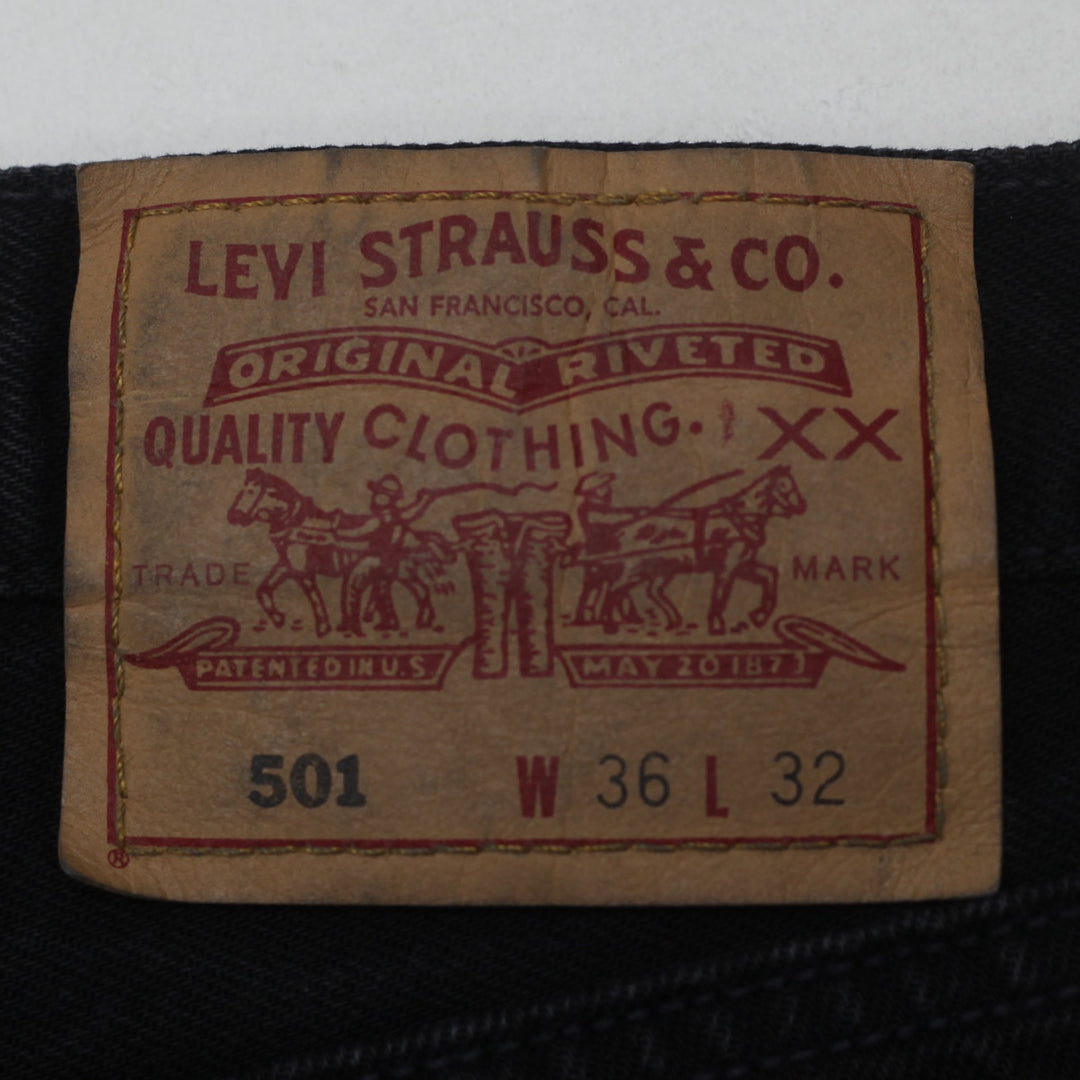 LEVI STRAUSS & CO.
SAN FRANCISCO, CAL.
ORIGINAL RIVETED
QUALITY CLOTHING. XX
TRADE MARK
PATENTED IN U.S MAY 20 1873
501 W 36 L 32
®